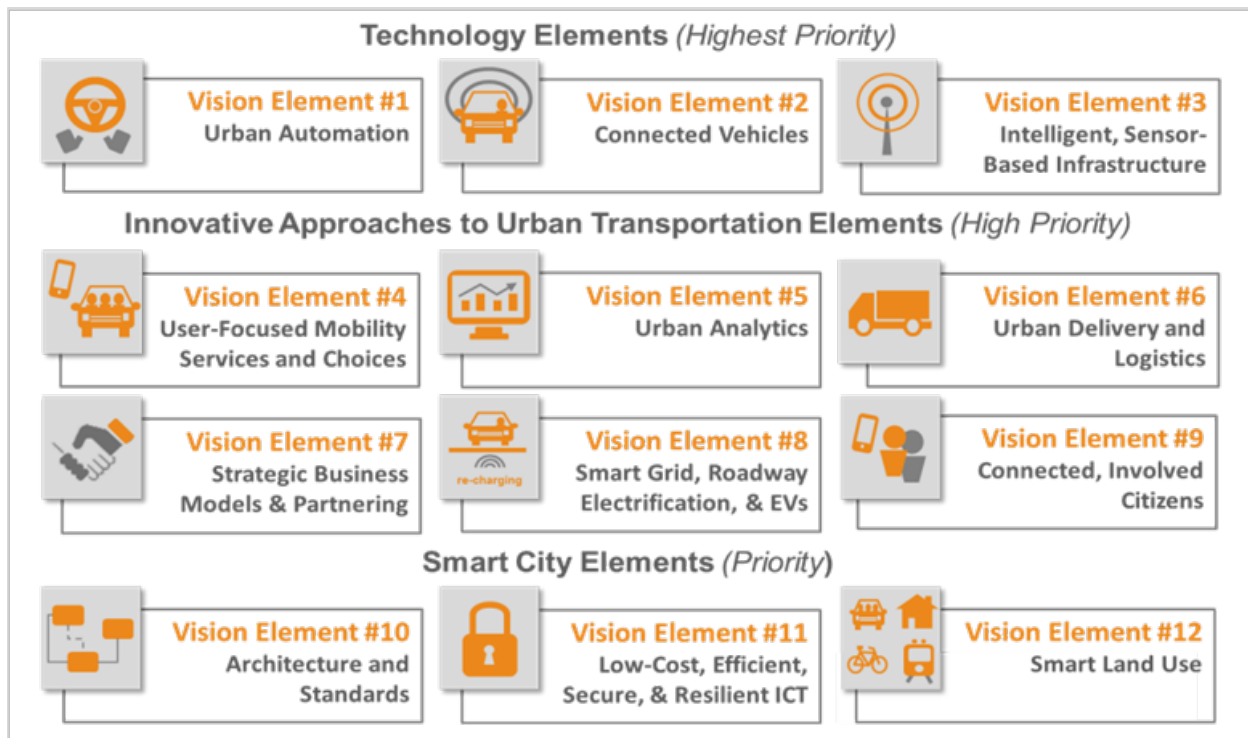 Technology Elements (Highest Priority)
Vision Element #1
Urban Automation
Vision Element #2
Connected Vehicles
Vision Element #3
Intelligent, Sensor-
Based Infrastructure
Innovative Approaches to Urban Transportation Elements (High Priority)
Vision Element #4
User-Focused Mobility
Services and Choices
Vision Element #5
Urban Analytics
Vision Element #6
Urban Delivery and
Logistics
Vision Element #7
Strategic Business
Models & Partnering
re-charging
Vision Element #8
Smart Grid, Roadway
Electrification, & EVs
Vision Element #9
Connected, Involved
Citizens
Smart City Elements (Priority)
Vision Element #10
Architecture and
Standards
Vision Element #11
Low-Cost, Efficient,
Secure, & Resilient ICT
Vision Element #12
Smart Land Use